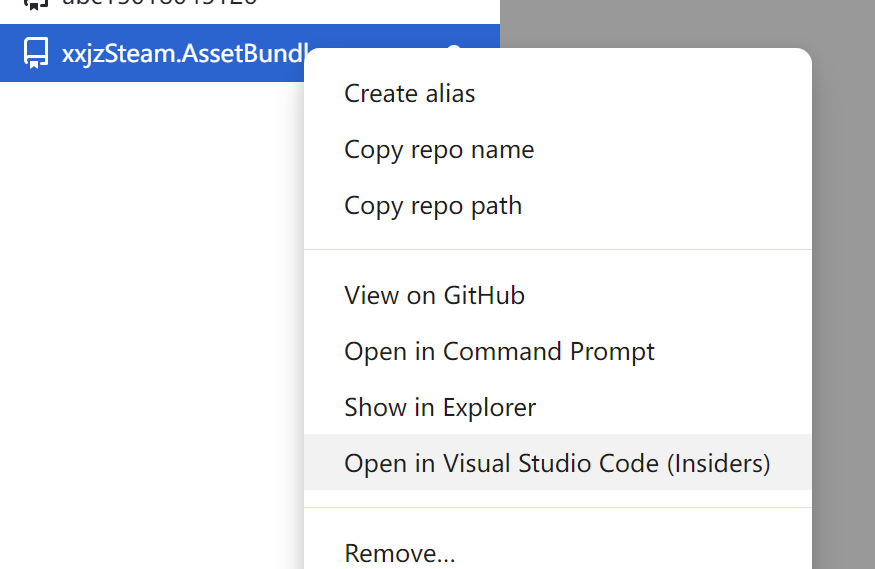 xxjzSteam.AssetBundl
Create alias
Copy repo name
Copy repo path
View on GitHub
Open in Command Prompt
Show in Explorer
Open in Visual Studio Code (Insiders)
Remove...